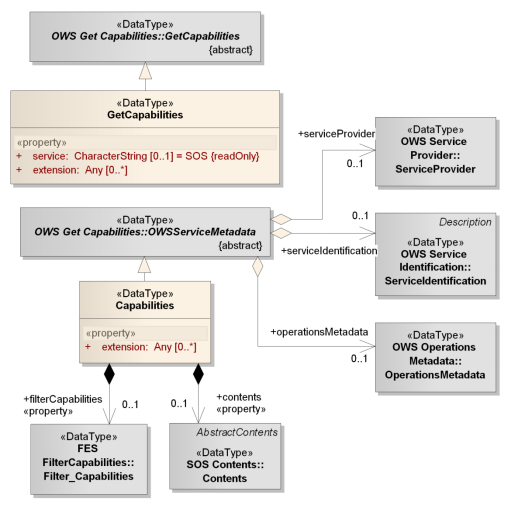 «DataType»
OWS Get Capabilities::GetCapabilities
{abstract}
«DataType»
GetCapabilities
«property»
+ service: CharacterString [0..1] = SOS {readOnly}
+ extension: Any [0..*]
«DataType»
OWS Get Capabilities::OWSServiceMetadata
{abstract}
+serviceProvider
0..1
«DataType»
OWS Service
Provider::
ServiceProvider
0..1
+serviceIdentification
Description
«DataType»
OWS Service
Identification::
ServiceIdentification
«DataType»
Capabilities
«property»
+ extension: Any [0..*]
+operationsMetadata
0..1
«DataType»
OWS Operations
Metadata::
OperationsMetadata
+filterCapabilities
«property»
0..1
+contents
«property»
0..1
«DataType»
FES
FilterCapabilities::
Filter_Capabilities
AbstractContents
«DataType»
SOS Contents::
Contents